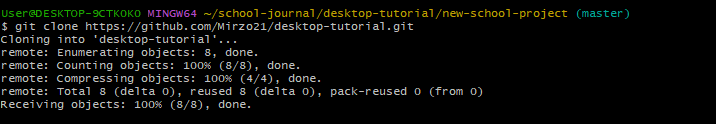 User@DESKTOP-9CTKOKO MINGW64 ~/school-journal/desktop-tutorial/new-school-project (master)
$ git clone https://github.com/Mirzo21/desktop-tutorial.git
Cloning into 'desktop-tutorial'...
remote: Enumerating objects: 8, done.
remote: Counting objects: 100% (8/8), done.
remote: Compressing objects: 100% (4/4), done.
remote: Total 8 (delta 0), reused 8 (delta 0), pack-reused 0 (from 0)
Receiving objects: 100% (8/8), done.